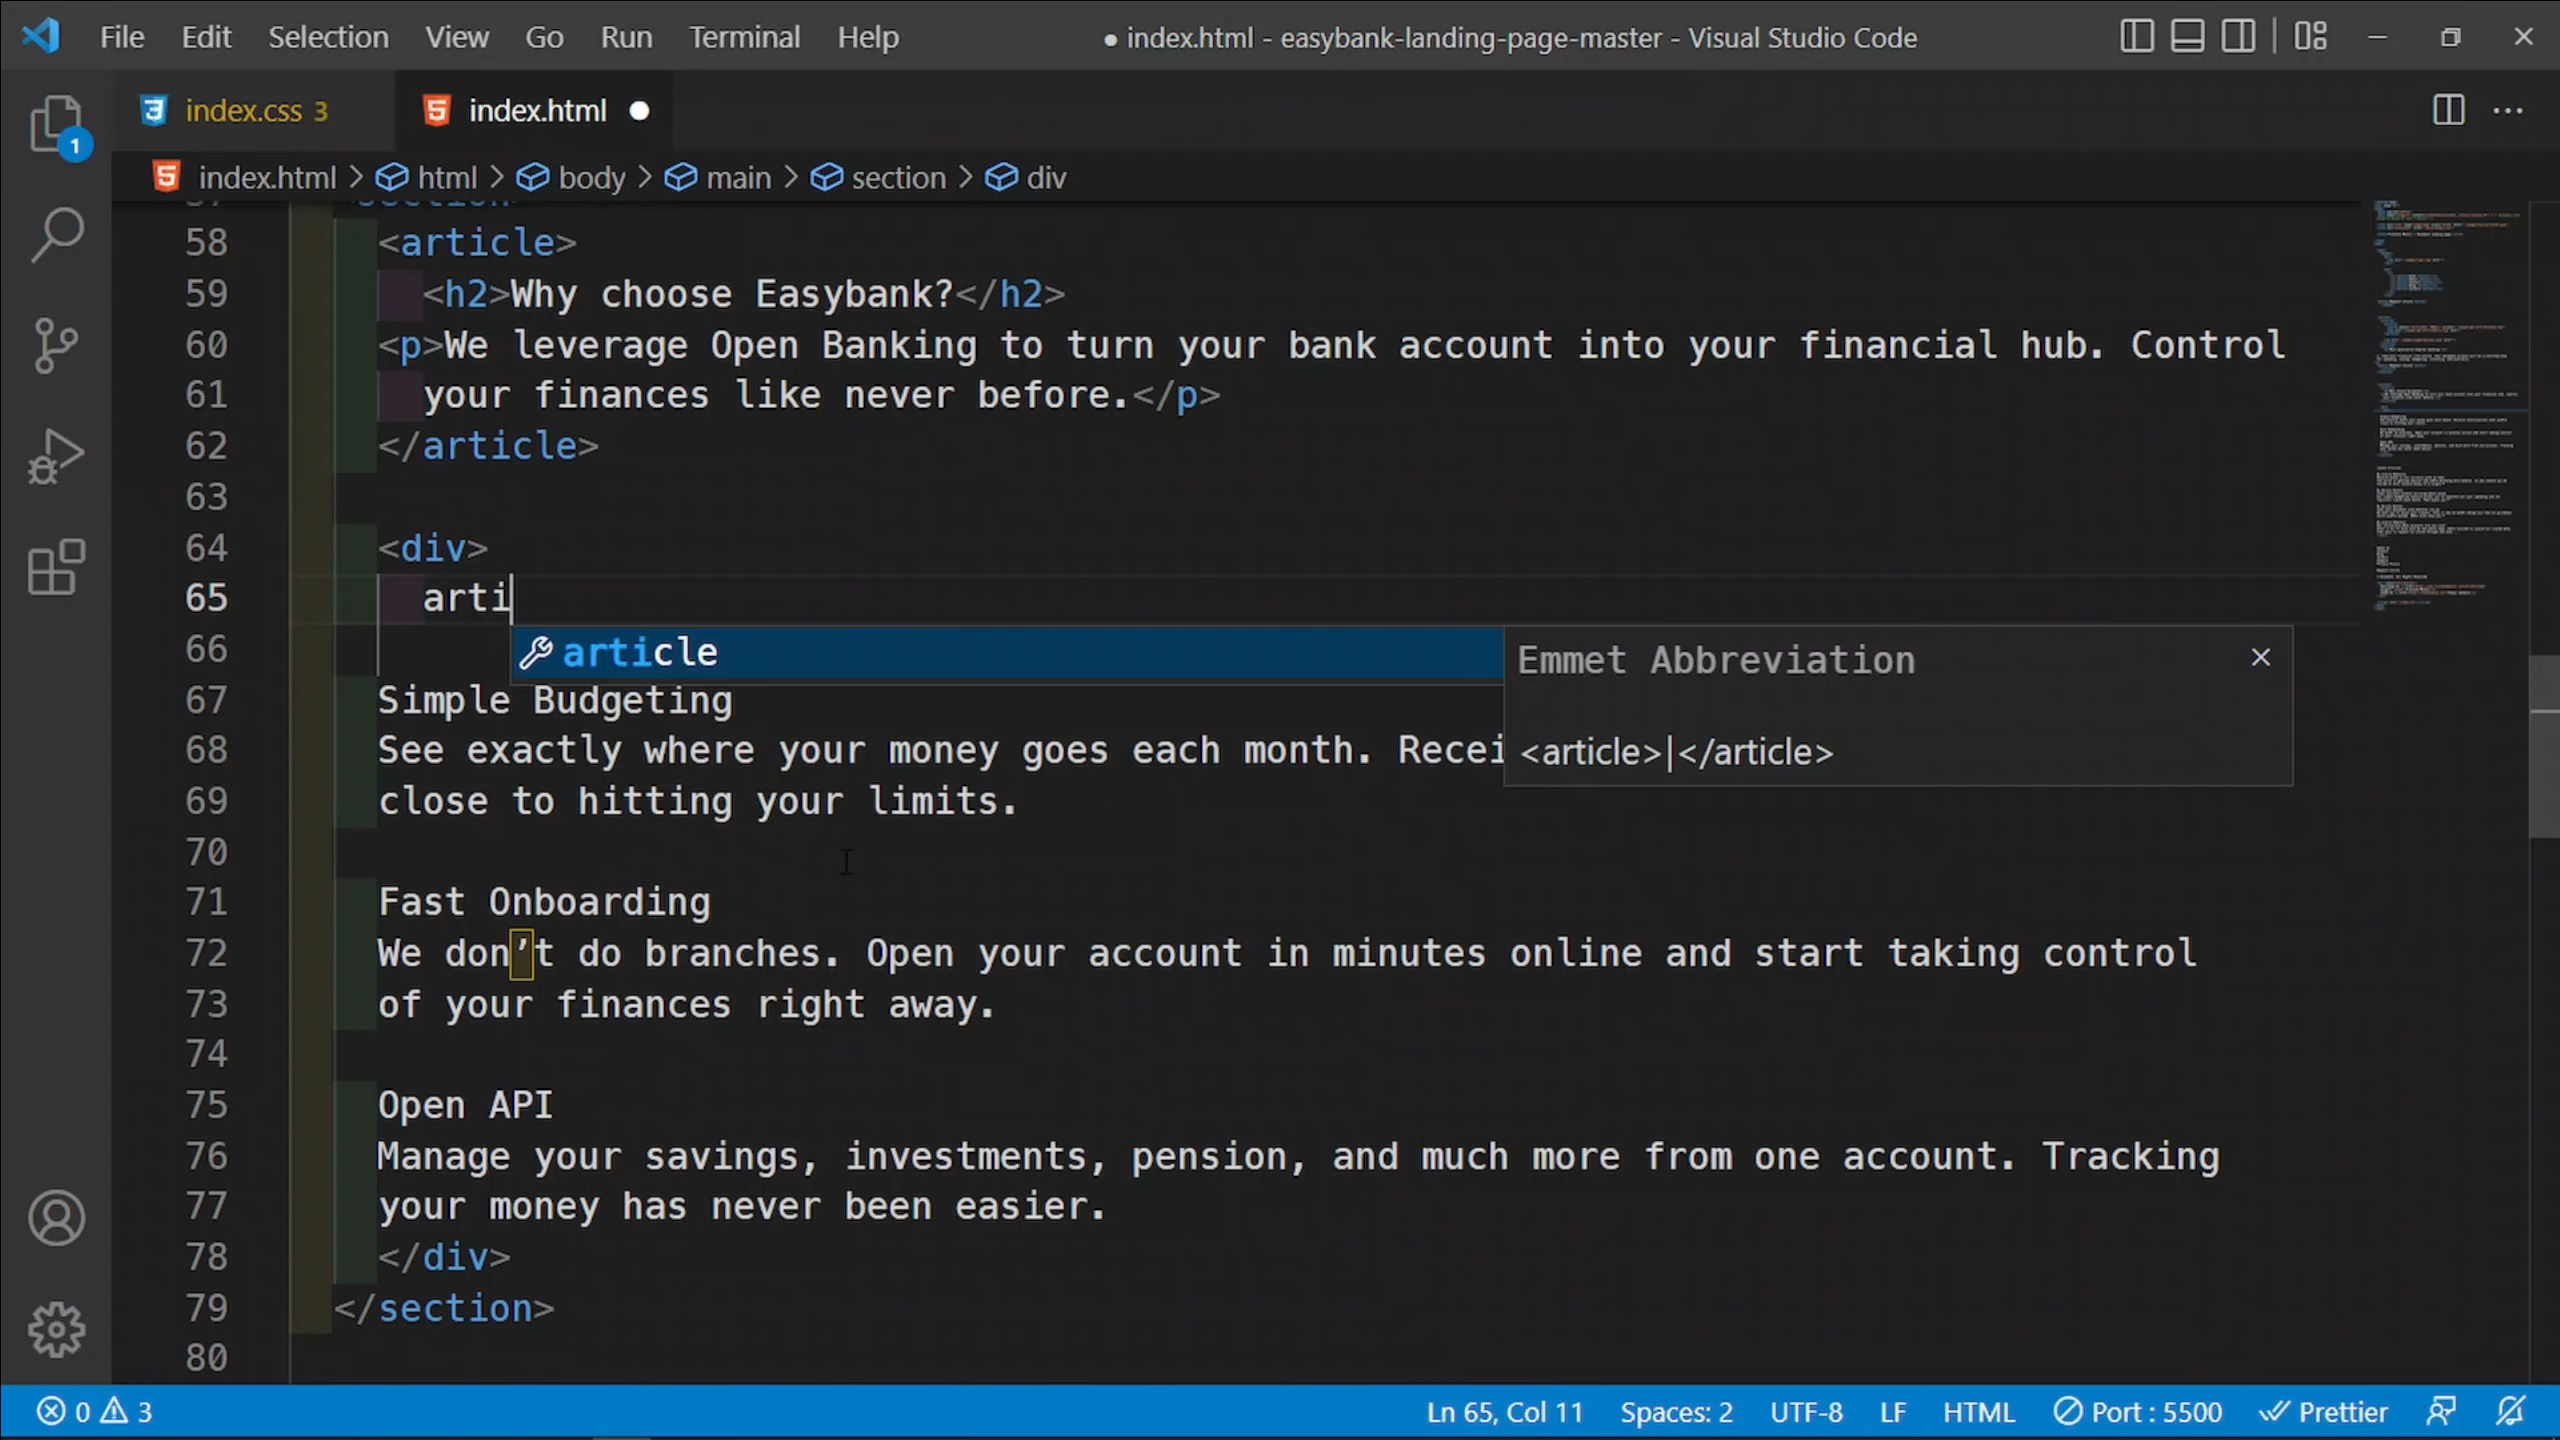 File Edit Selection View Go Run Terminal Help ● index.html - easybank-landing-page-master - Visual Studio Code
index.css 3 index.html ●
1
index.html > html > body > main > section > div
58 <article>
59 <h2>Why choose Easybank?</h2>
60 <p>We leverage Open Banking to turn your bank account into your financial hub. Control
61 your finances like never before.</p>
62 </article>
63
64 <div>
65 arti
66 article
Emmet Abbreviation
<article>|</article>
67 Simple Budgeting
68 See exactly where your money goes each month. Recei
69 close to hitting your limits.
70
71 Fast Onboarding
72 We don’t do branches. Open your account in minutes online and start taking control
73 of your finances right away.
74
75 Open API
76 Manage your savings, investments, pension, and much more from one account. Tracking
77 your money has never been easier.
78 </div>
79 </section>
80
0 3 Ln 65, Col 11 Spaces: 2 UTF-8 LF HTML Port : 5500 Prettier